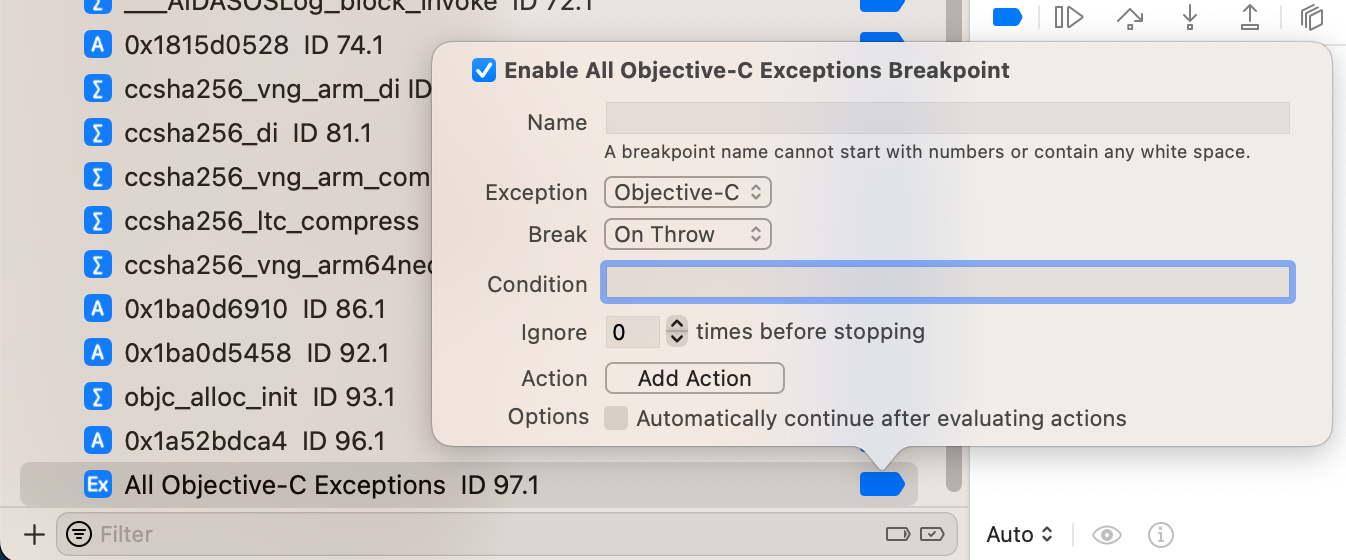 Σ ___AIDASOSLog_block_invoke ID 72.1
A 0x1815d0528 ID 74.1
Enable All Objective-C Exceptions Breakpoint
Σ ccsha256_vng_arm_di ID
Name
Σ ccsha256_di ID 81.1
A breakpoint name cannot start with numbers or contain any white space.
Σ ccsha256_vng_arm_com
Exception Objective-C
Σ ccsha256_ltc_compress
Break On Throw
Σ ccsha256_vng_arm64neo
Condition
A 0x1ba0d6910 ID 86.1
Ignore 0 times before stopping
A 0x1ba0d5458 ID 92.1
Action Add Action
Σ objc_alloc_init ID 93.1
Options Automatically continue after evaluating actions
A 0x1a52bdca4 ID 96.1
Ex All Objective-C Exceptions ID 97.1
Filter
Auto